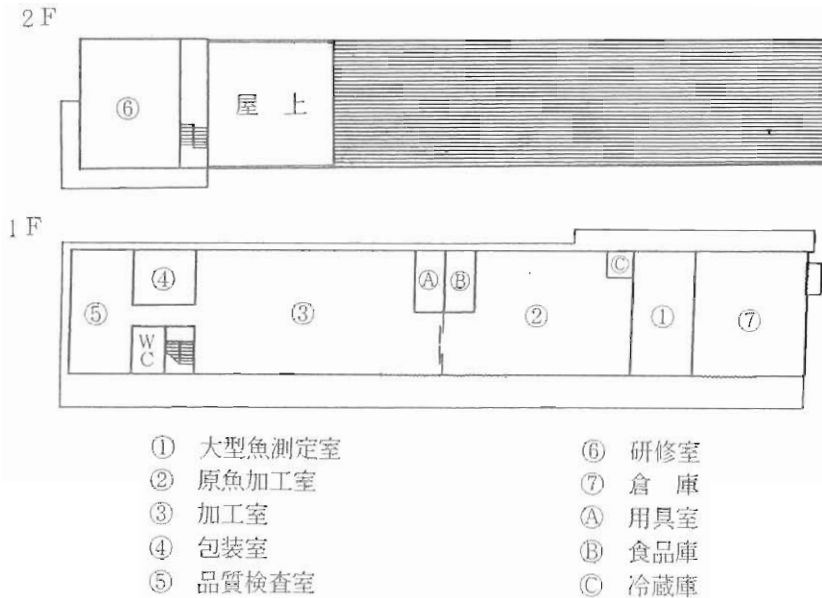 2F
⑥
屋 上
1F
④
Ⓐ
Ⓑ
Ⓒ
⑤
③
②
①
⑦
WC
① 大型魚測定室
② 原魚加工室
③ 加工室
④ 包装室
⑤ 品質検査室
⑥ 研修室
⑦ 倉 庫
Ⓐ 用具室
Ⓑ 食品庫
Ⓒ 冷蔵庫